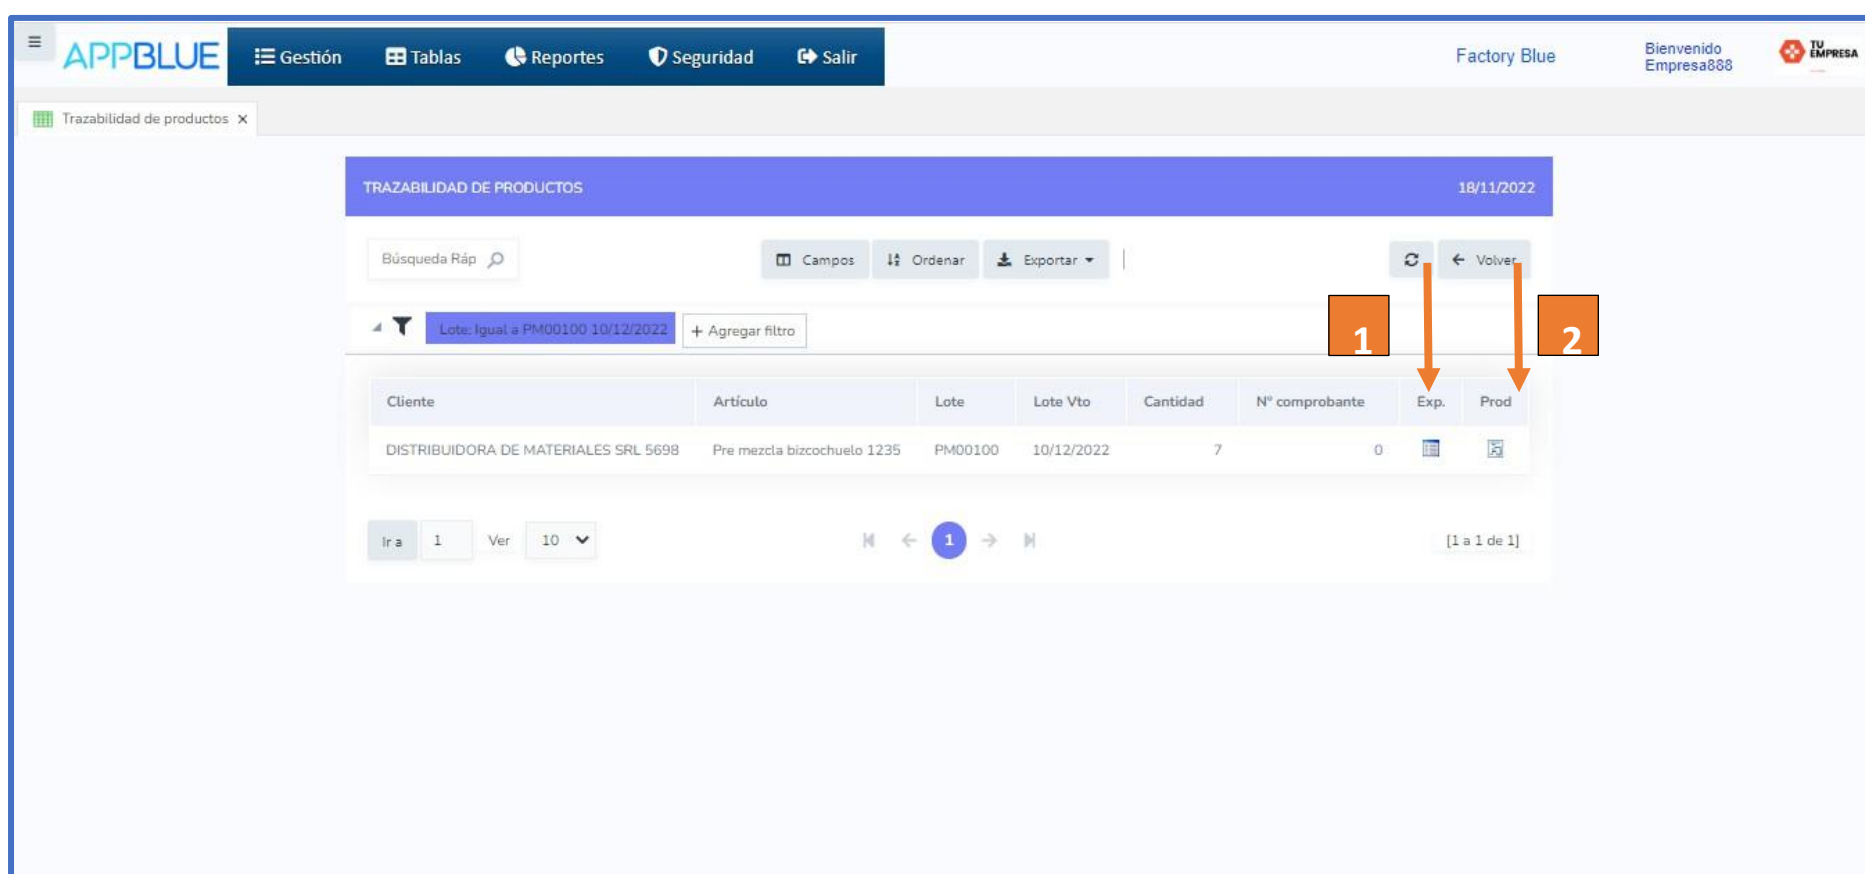 APPBLUE Gestión Tablas Reportes Seguridad Salir Factory Blue Bienvenido Empresa888 TU EMPRESA
Trazabilidad de productos x
TRAZABILIDAD DE PRODUCTOS 18/11/2022
Búsqueda Ráp Campos Ordenar Exportar Volver
Lote: Igual a PM00100 10/12/2022 + Agregar filtro 1 2
Cliente Artículo Lote Lote Vto Cantidad N° comprobante Exp. Prod
DISTRIBUIDORA DE MATERIALES SRL 5698 Pre mezcla bizcochuelo 1235 PM00100 10/12/2022 7 0
Ir a 1 Ver 10 1 [1 a 1 de 1]